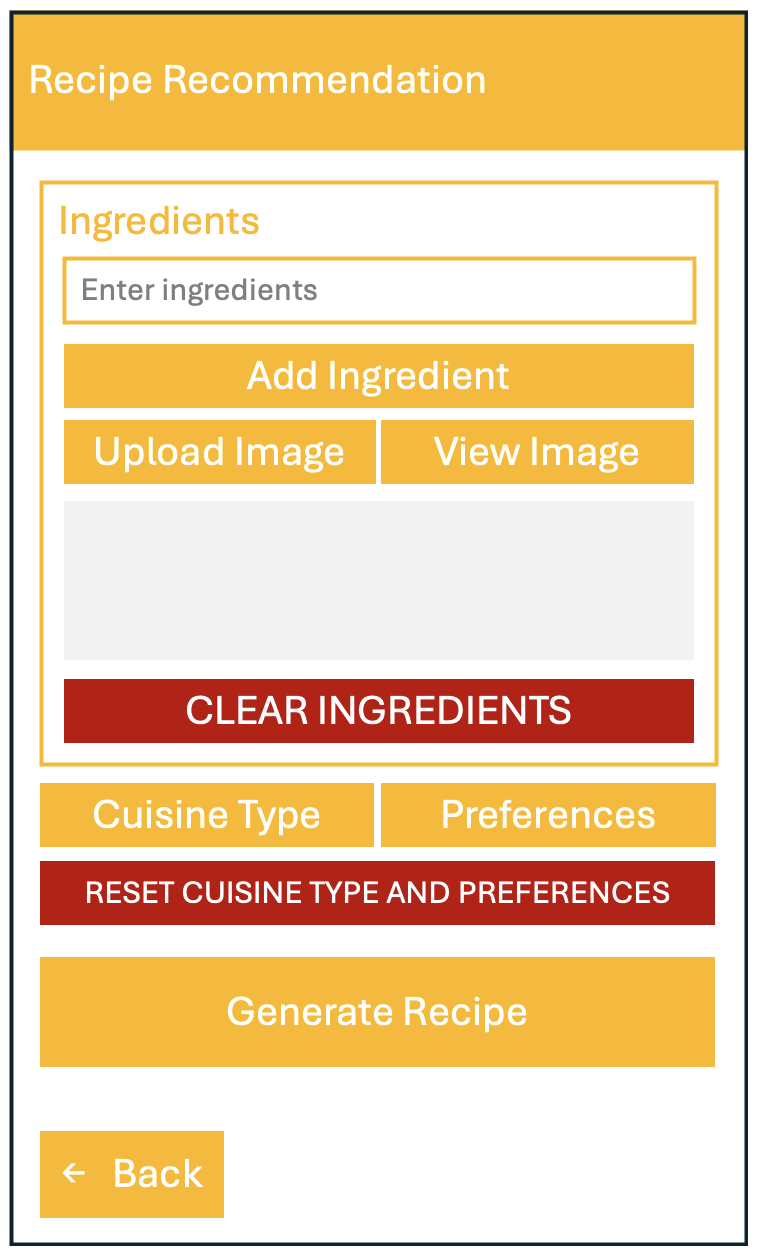 Recipe Recommendation
Ingredients
Enter ingredients
Add Ingredient
Upload Image
View Image
CLEAR INGREDIENTS
Cuisine Type
Preferences
RESET CUISINE TYPE AND PREFERENCES
Generate Recipe
← Back